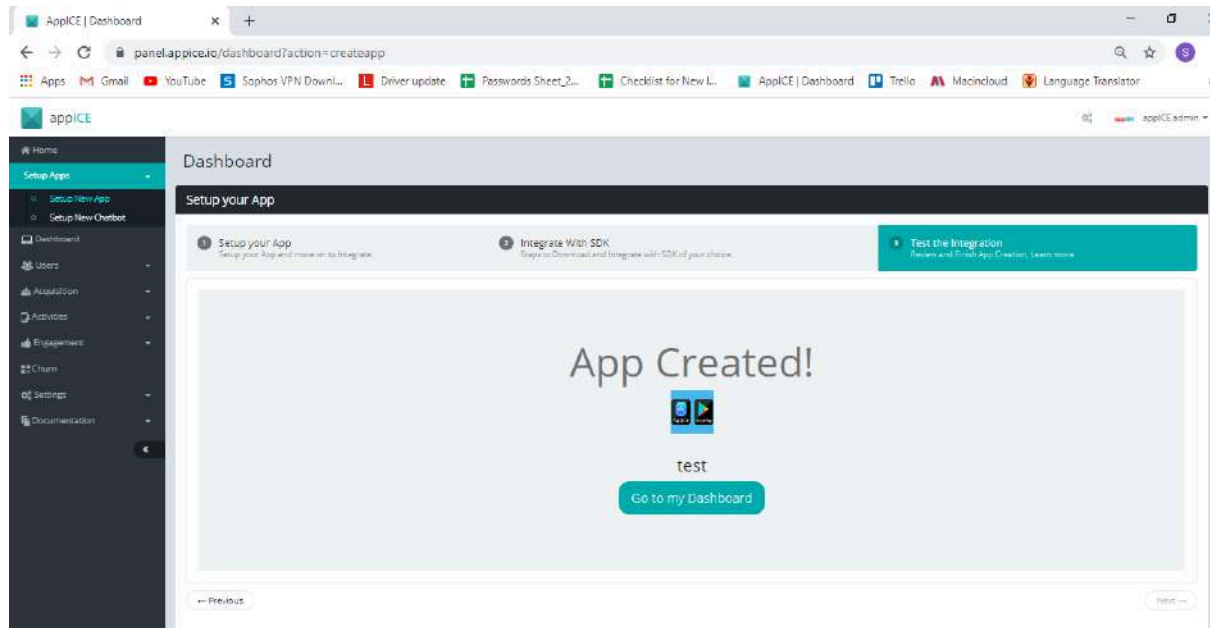 AppICE | Dashboard
panel.appice.io/dashboard?action=createapp
S
Apps Gmail YouTube Sophos VPN Downl... Driver update Passwords Sheet_2... Checklist for New I... AppICE | Dashboard Trello Macincloud Language Translator
appICE
appICE admin
Home
Dashboard
Setup Apps
Setup New App
Setup your App
Setup New Chatbot
Dashboard
1 Setup your App
Setup your App and move on to Integrate.
2 Integrate With SDK
Steps to Download and Integrate with SDK of your choice
3 Test the Integration
Review and Finish App Creation, Learn more
Users
Acquisition
Activities
Engagement
Churn
Settings
Documentation
App Created!
test
Go to my Dashboard
← Previous
Next →